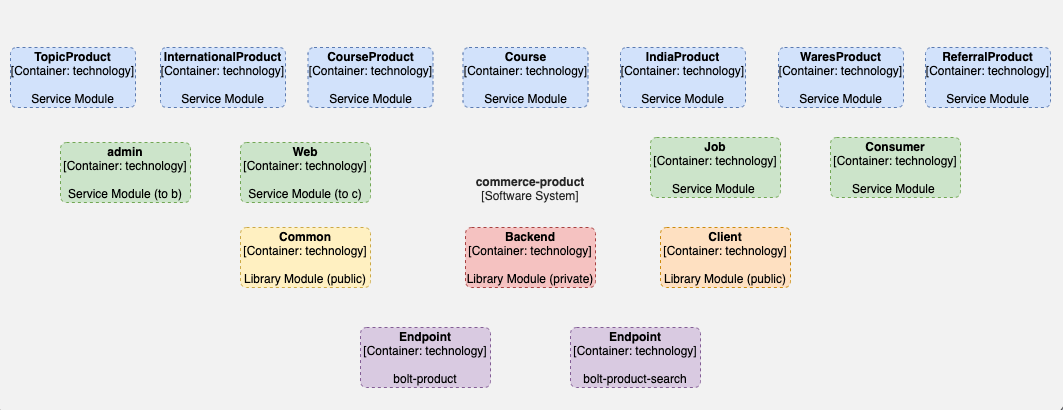 TopicProduct
[Container: technology]
Service Module
InternationalProduct
[Container: technology]
Service Module
CourseProduct
[Container: technology]
Service Module
Course
[Container: technology]
Service Module
IndiaProduct
[Container: technology]
Service Module
WaresProduct
[Container: technology]
Service Module
ReferralProduct
[Container: technology]
Service Module
admin
[Container: technology]
Service Module (to b)
Web
[Container: technology]
Service Module (to c)
commerce-product
[Software System]
Job
[Container: technology]
Service Module
Consumer
[Container: technology]
Service Module
Common
[Container: technology]
Library Module (public)
Backend
[Container: technology]
Library Module (private)
Client
[Container: technology]
Library Module (public)
Endpoint
[Container: technology]
bolt-product
Endpoint
[Container: technology]
bolt-product-search